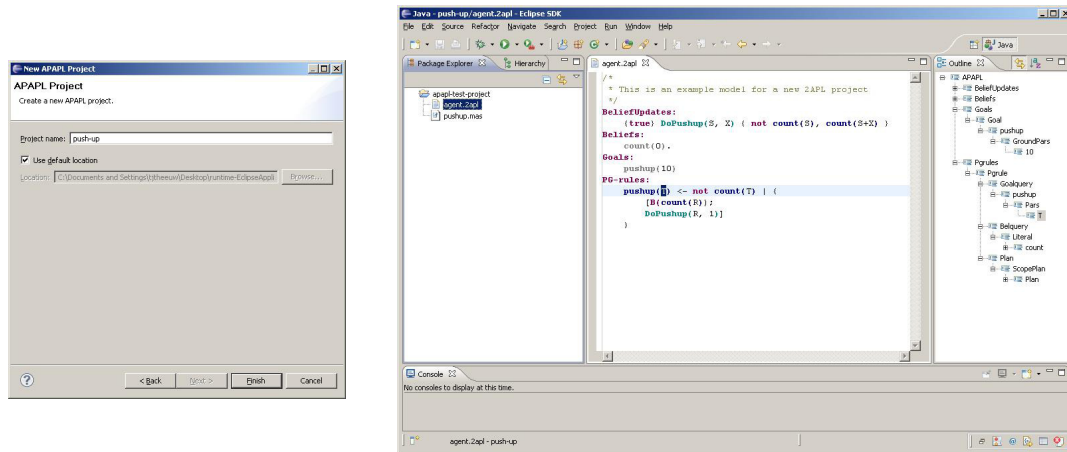 New APAPL Project
APAPL Project
Create a new APAPL project.
Project name: push-up
Use default location
Location: C:\Documents and Settings\tjtheeuw\Desktop\runtime-EclipseAppli Browse...
< Back Next > Finish Cancel
Java - push-up/agent.2apl - Eclipse SDK
File Edit Source Refactor Navigate Search Project Run Window Help
Java
Package Explorer Hierarchy
apapl-test-project
agent.2apl
pushup.mas
agent.2apl
/*
* This is an example model for a new 2APL project
*/
BeliefUpdates:
{true} DoPushup(S, X) { not count(S), count(S+X) }
Beliefs:
count(0).
Goals:
pushup(10)
PG-rules:
pushup(T) <- not count(T) | {
[B(count(R));
DoPushup(R, 1)]
}
Outline
APAPL
BeliefUpdates
Beliefs
Goals
Goal
pushup
GroundPars
10
Pgrules
Pgrule
Goalquery
pushup
Pars
T
Belquery
Literal
count
Plan
ScopePlan
Plan
Console
No consoles to display at this time.
agent.2apl - push-up